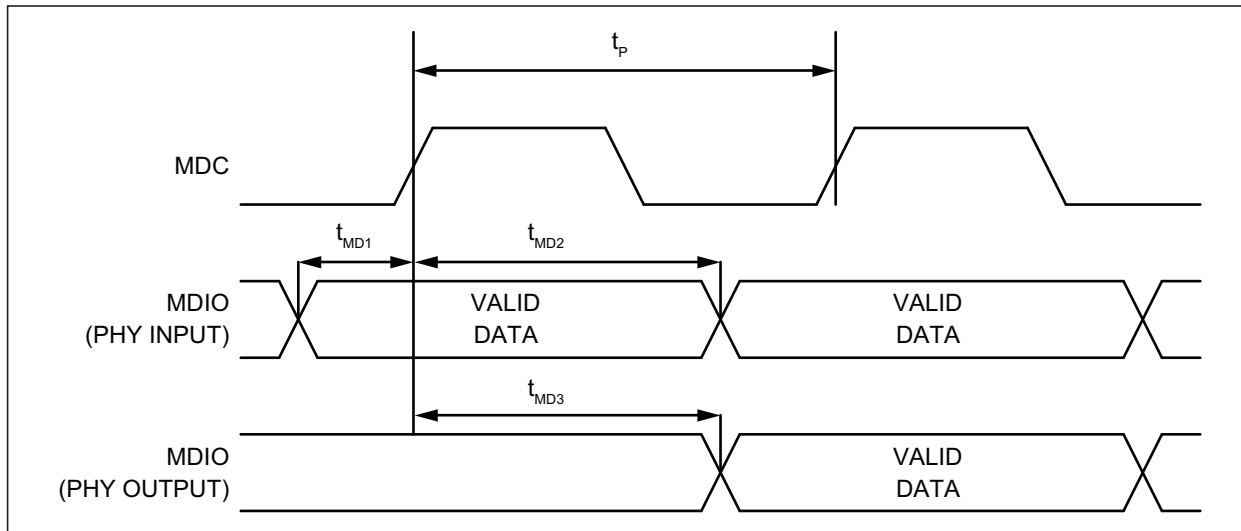 tP
MDC
tMD1
tMD2
MDIO
(PHY INPUT)
VALID
DATA
VALID
DATA
tMD3
MDIO
(PHY OUTPUT)
VALID
DATA